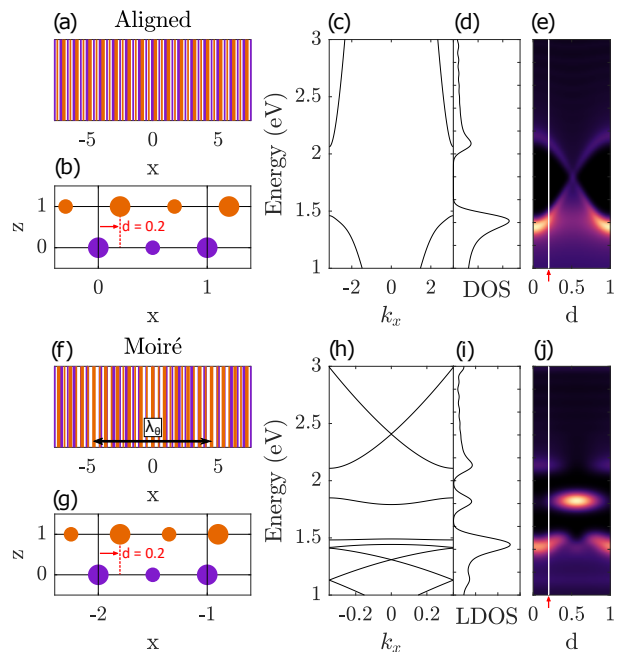 (a) Aligned
-5 0 5
x
(b)
1
0
z
d = 0.2
0 1
x
(c) (d) (e)
3
2
1.5
1
Energy (eV)
-2 0 2
k_x
DOS
0 0.5 1
d
(f) Moiré
λ_θ
-5 0 5
x
(g)
1
0
z
d = 0.2
-2 -1
x
(h) (i) (j)
3
2.5
2
1.5
1
Energy (eV)
-0.2 0 0.2
k_x
LDOS
0 0.5 1
d